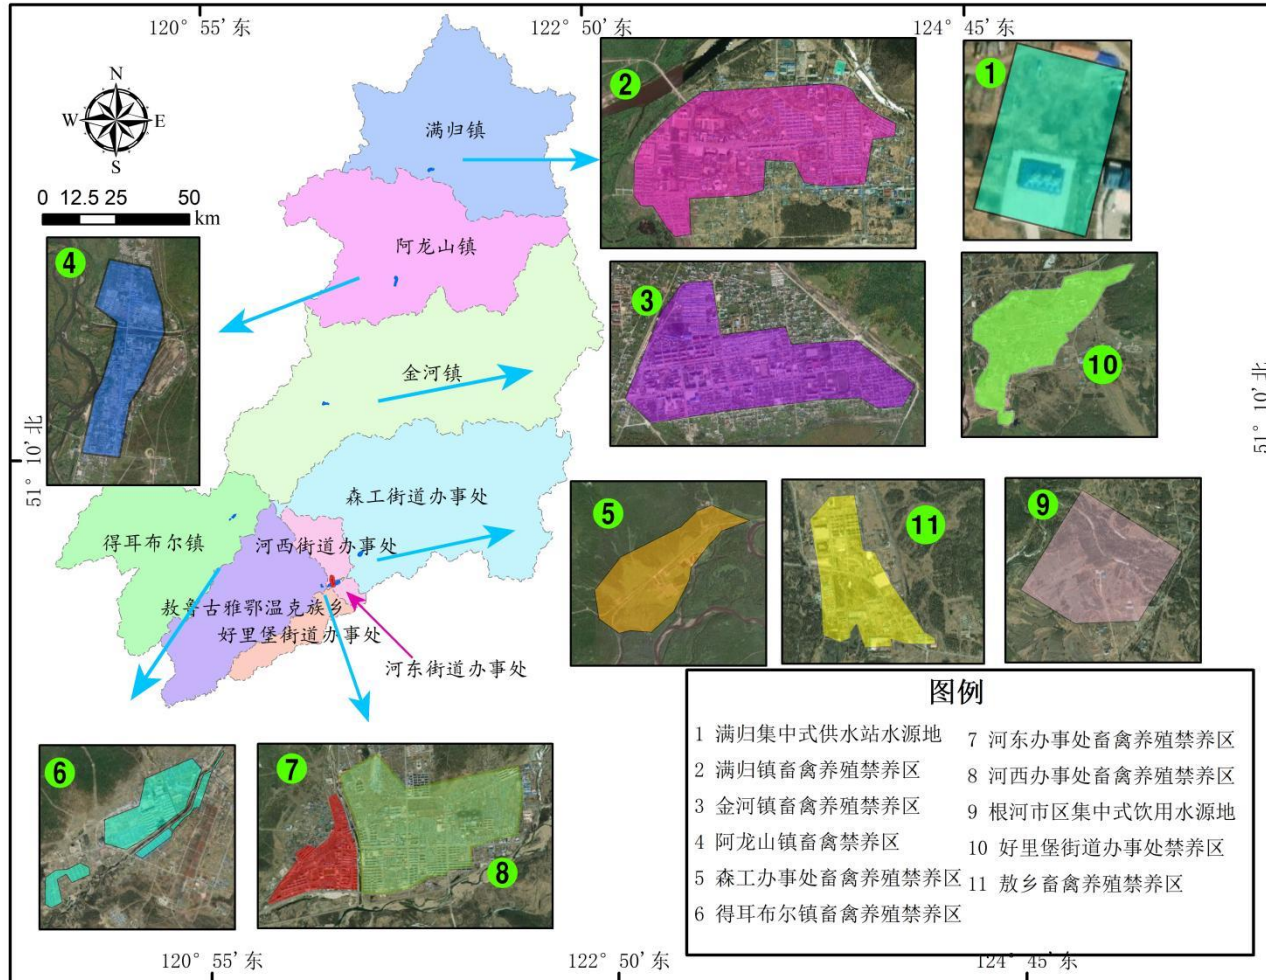 120° 55'东
122° 50'东
124° 45'东
N
W
E
S
0 12.5 25 50
km
满归镇
阿龙山镇
金河镇
森工街道办事处
得耳布尔镇
河西街道办事处
敖鲁古雅鄂温克族乡
好里堡街道办事处
河东街道办事处
51° 10'北
51° 10'北
2
1
4
3
10
5
11
9
6
7
8
图例
1 满归集中式供水站水源地
2 满归镇畜禽养殖禁养区
3 金河镇畜禽养殖禁养区
4 阿龙山镇畜禽禁养区
5 森工办事处畜禽养殖禁养区
6 得耳布尔镇畜禽养殖禁养区
7 河东办事处畜禽养殖禁养区
8 河西办事处畜禽养殖禁养区
9 根河市区集中式饮用水源地
10 好里堡街道办事处禁养区
11 敖乡畜禽养殖禁养区
120° 55'东
122° 50'东
124° 45'东